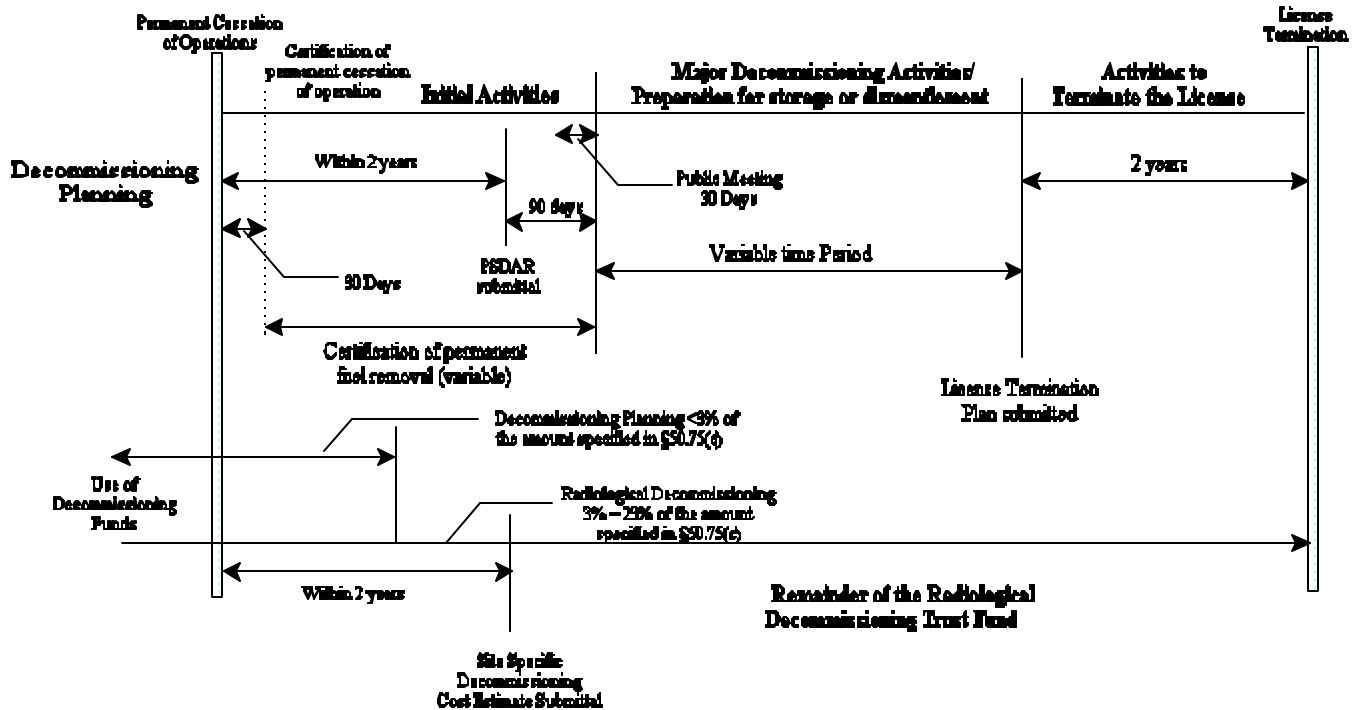 Permanent Cessation
of Operations
License
Termination
Certification of
permanent cessation
of operation
Initial Activities
Major Decommissioning Activities/
Preparation for storage or dismantlement
Activities to
Terminate the License
Decommissioning
Planning
Within 2 years
Public Meeting
30 Days
2 years
90 days
30 Days
PSDAR
submittal
Variable time Period
Certification of permanent
fuel removal (variable)
License Termination
Plan submitted
Decommissioning Planning <3% of
the amount specified in §50.75(c)
Use of
Decommissioning
Funds
Radiological Decommissioning
3% – 23% of the amount
specified in §50.75(c)
Within 2 years
Remainder of the Radiological
Decommissioning Trust Fund
Site Specific
Decommissioning
Cost Estimate Submittal